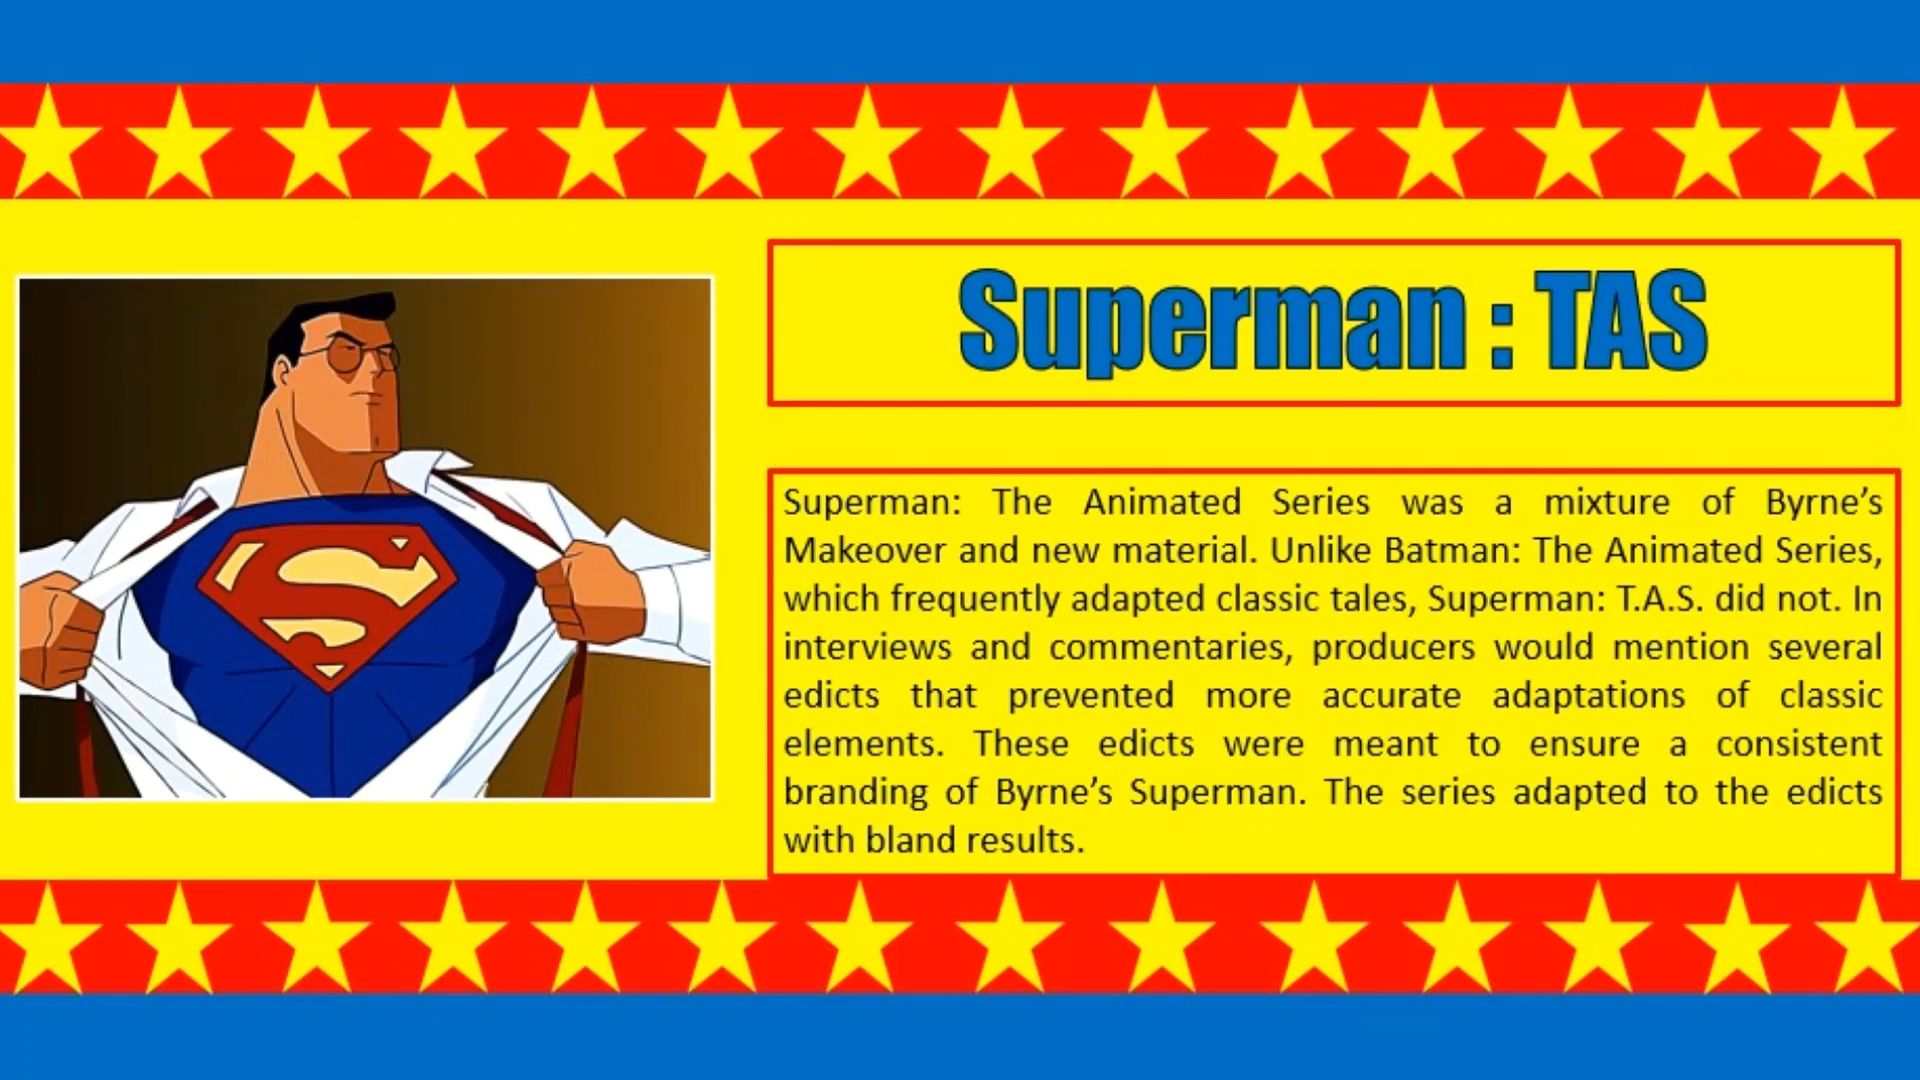 Superman : TAS
Superman: The Animated Series was a mixture of Byrne’s
Makeover and new material. Unlike Batman: The Animated Series,
which frequently adapted classic tales, Superman: T.A.S. did not. In
interviews and commentaries, producers would mention several
edicts that prevented more accurate adaptations of classic
elements. These edicts were meant to ensure a consistent
branding of Byrne’s Superman. The series adapted to the edicts
with bland results.